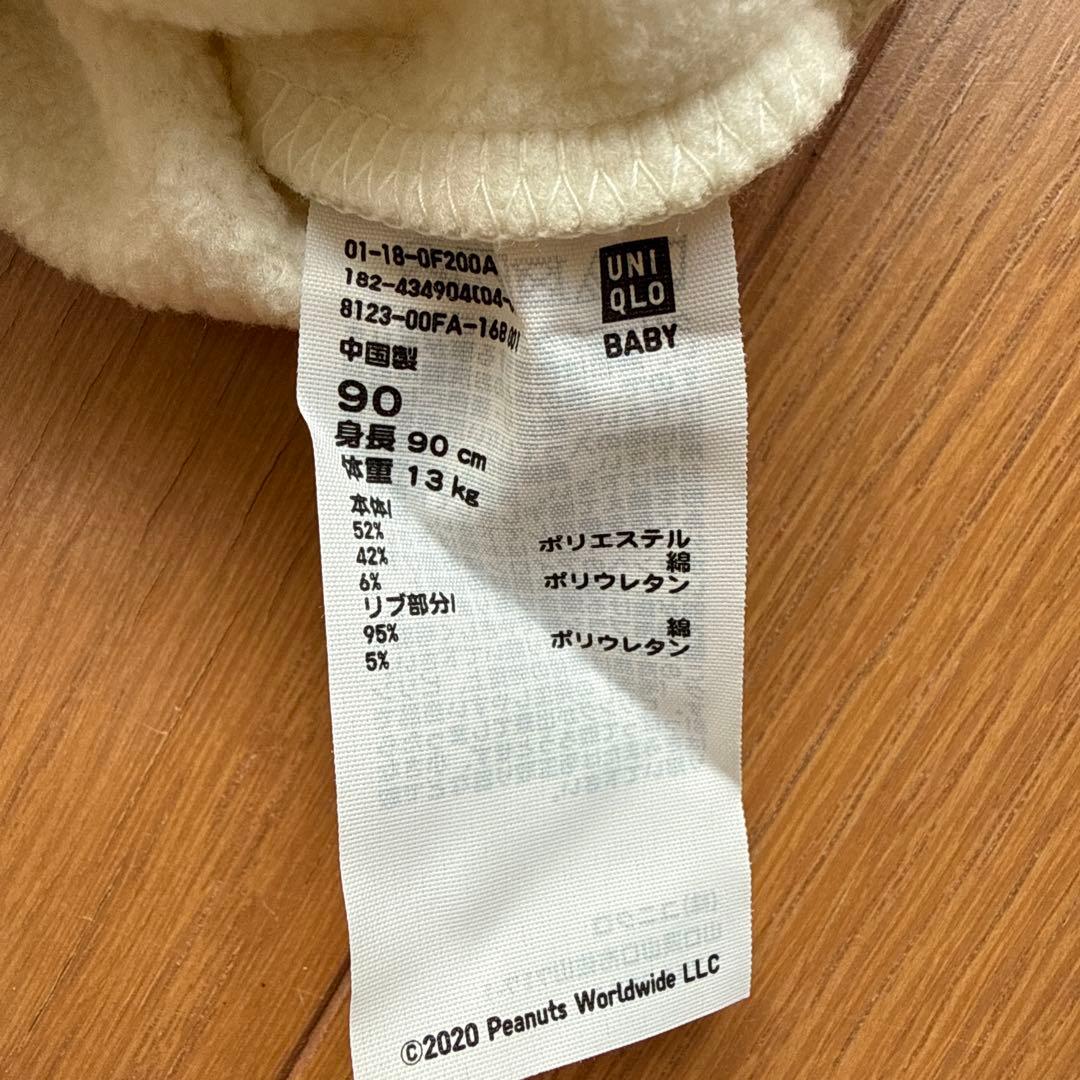 01-18-0F200A
182-434904(04-
8123-00FA-168
中国製
90
身長 90 cm
体重 13 kg
UNI
QLO
BABY
本体|
52% ポリエステル
42% 綿
6% ポリウレタン
リブ部分|
95% 綿
5% ポリウレタン
©2020 Peanuts Worldwide LLC